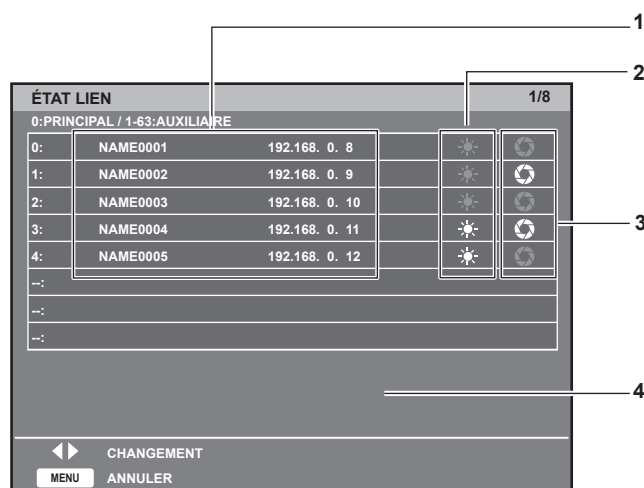 1
2
ÉTAT LIEN 1/8
0:PRINCIPAL / 1-63:AUXILIAIRE
0: NAME0001 192.168. 0. 8
1: NAME0002 192.168. 0. 9
2: NAME0003 192.168. 0. 10
3: NAME0004 192.168. 0. 11
3
4: NAME0005 192.168. 0. 12
--:
--:
--:
4
CHANGEMENT
MENU ANNULER